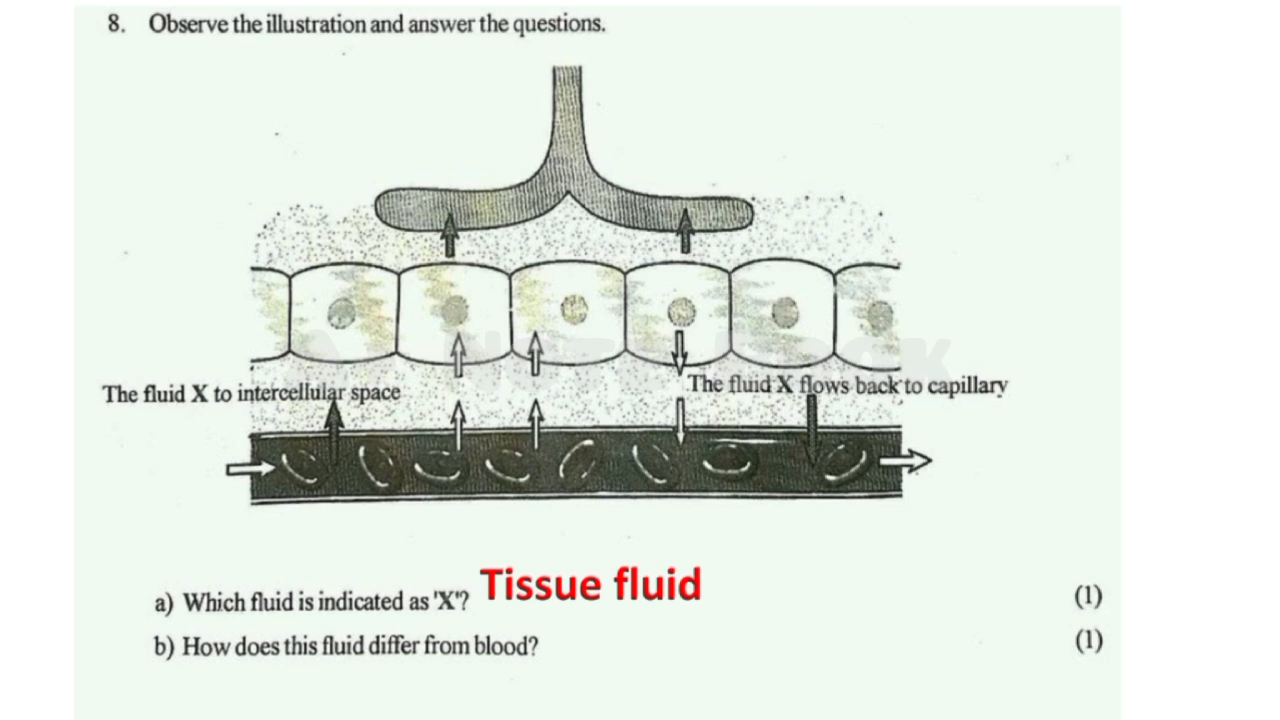 8. Observe the illustration and answer the questions.
The fluid X to intercellular space
The fluid X flows back to capillary
a) Which fluid is indicated as 'X'? Tissue fluid (1)
b) How does this fluid differ from blood? (1)